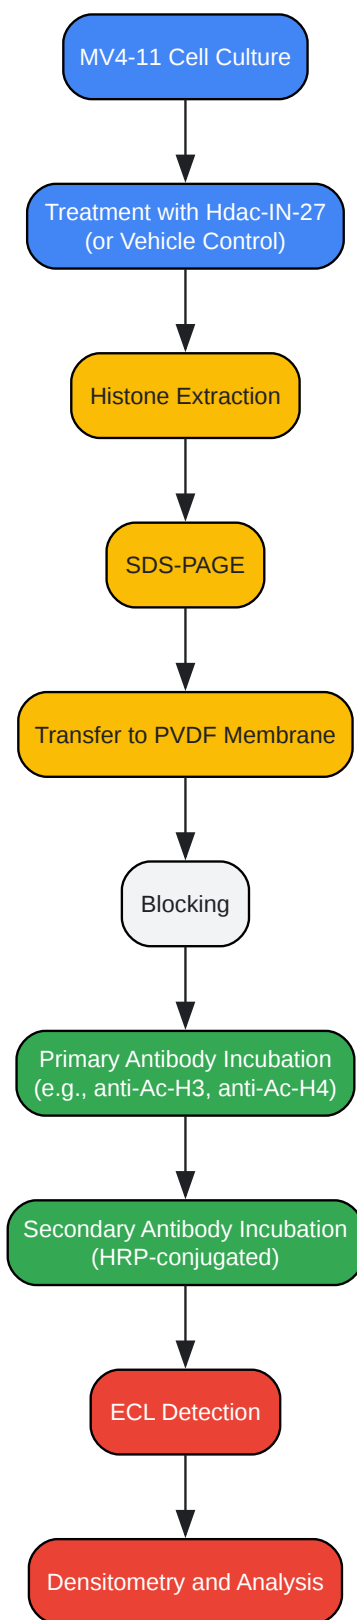 MV4-11 Cell Culture
Treatment with Hdac-IN-27
(or Vehicle Control)
Histone Extraction
SDS-PAGE
Transfer to PVDF Membrane
Blocking
Primary Antibody Incubation
(e.g., anti-Ac-H3, anti-Ac-H4)
Secondary Antibody Incubation
(HRP-conjugated)
ECL Detection
Densitometry and Analysis